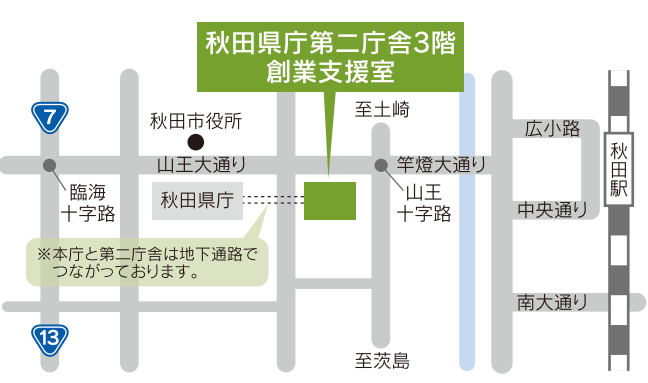 秋田県庁第二庁舎3階
創業支援室
7
秋田市役所
至土崎
広小路
山王大通り
竿燈大通り
秋田駅
臨海
十字路
秋田県庁
山王
十字路
中央通り
※本庁と第二庁舎は地下通路で
つながっております。
南大通り
13
至茨島